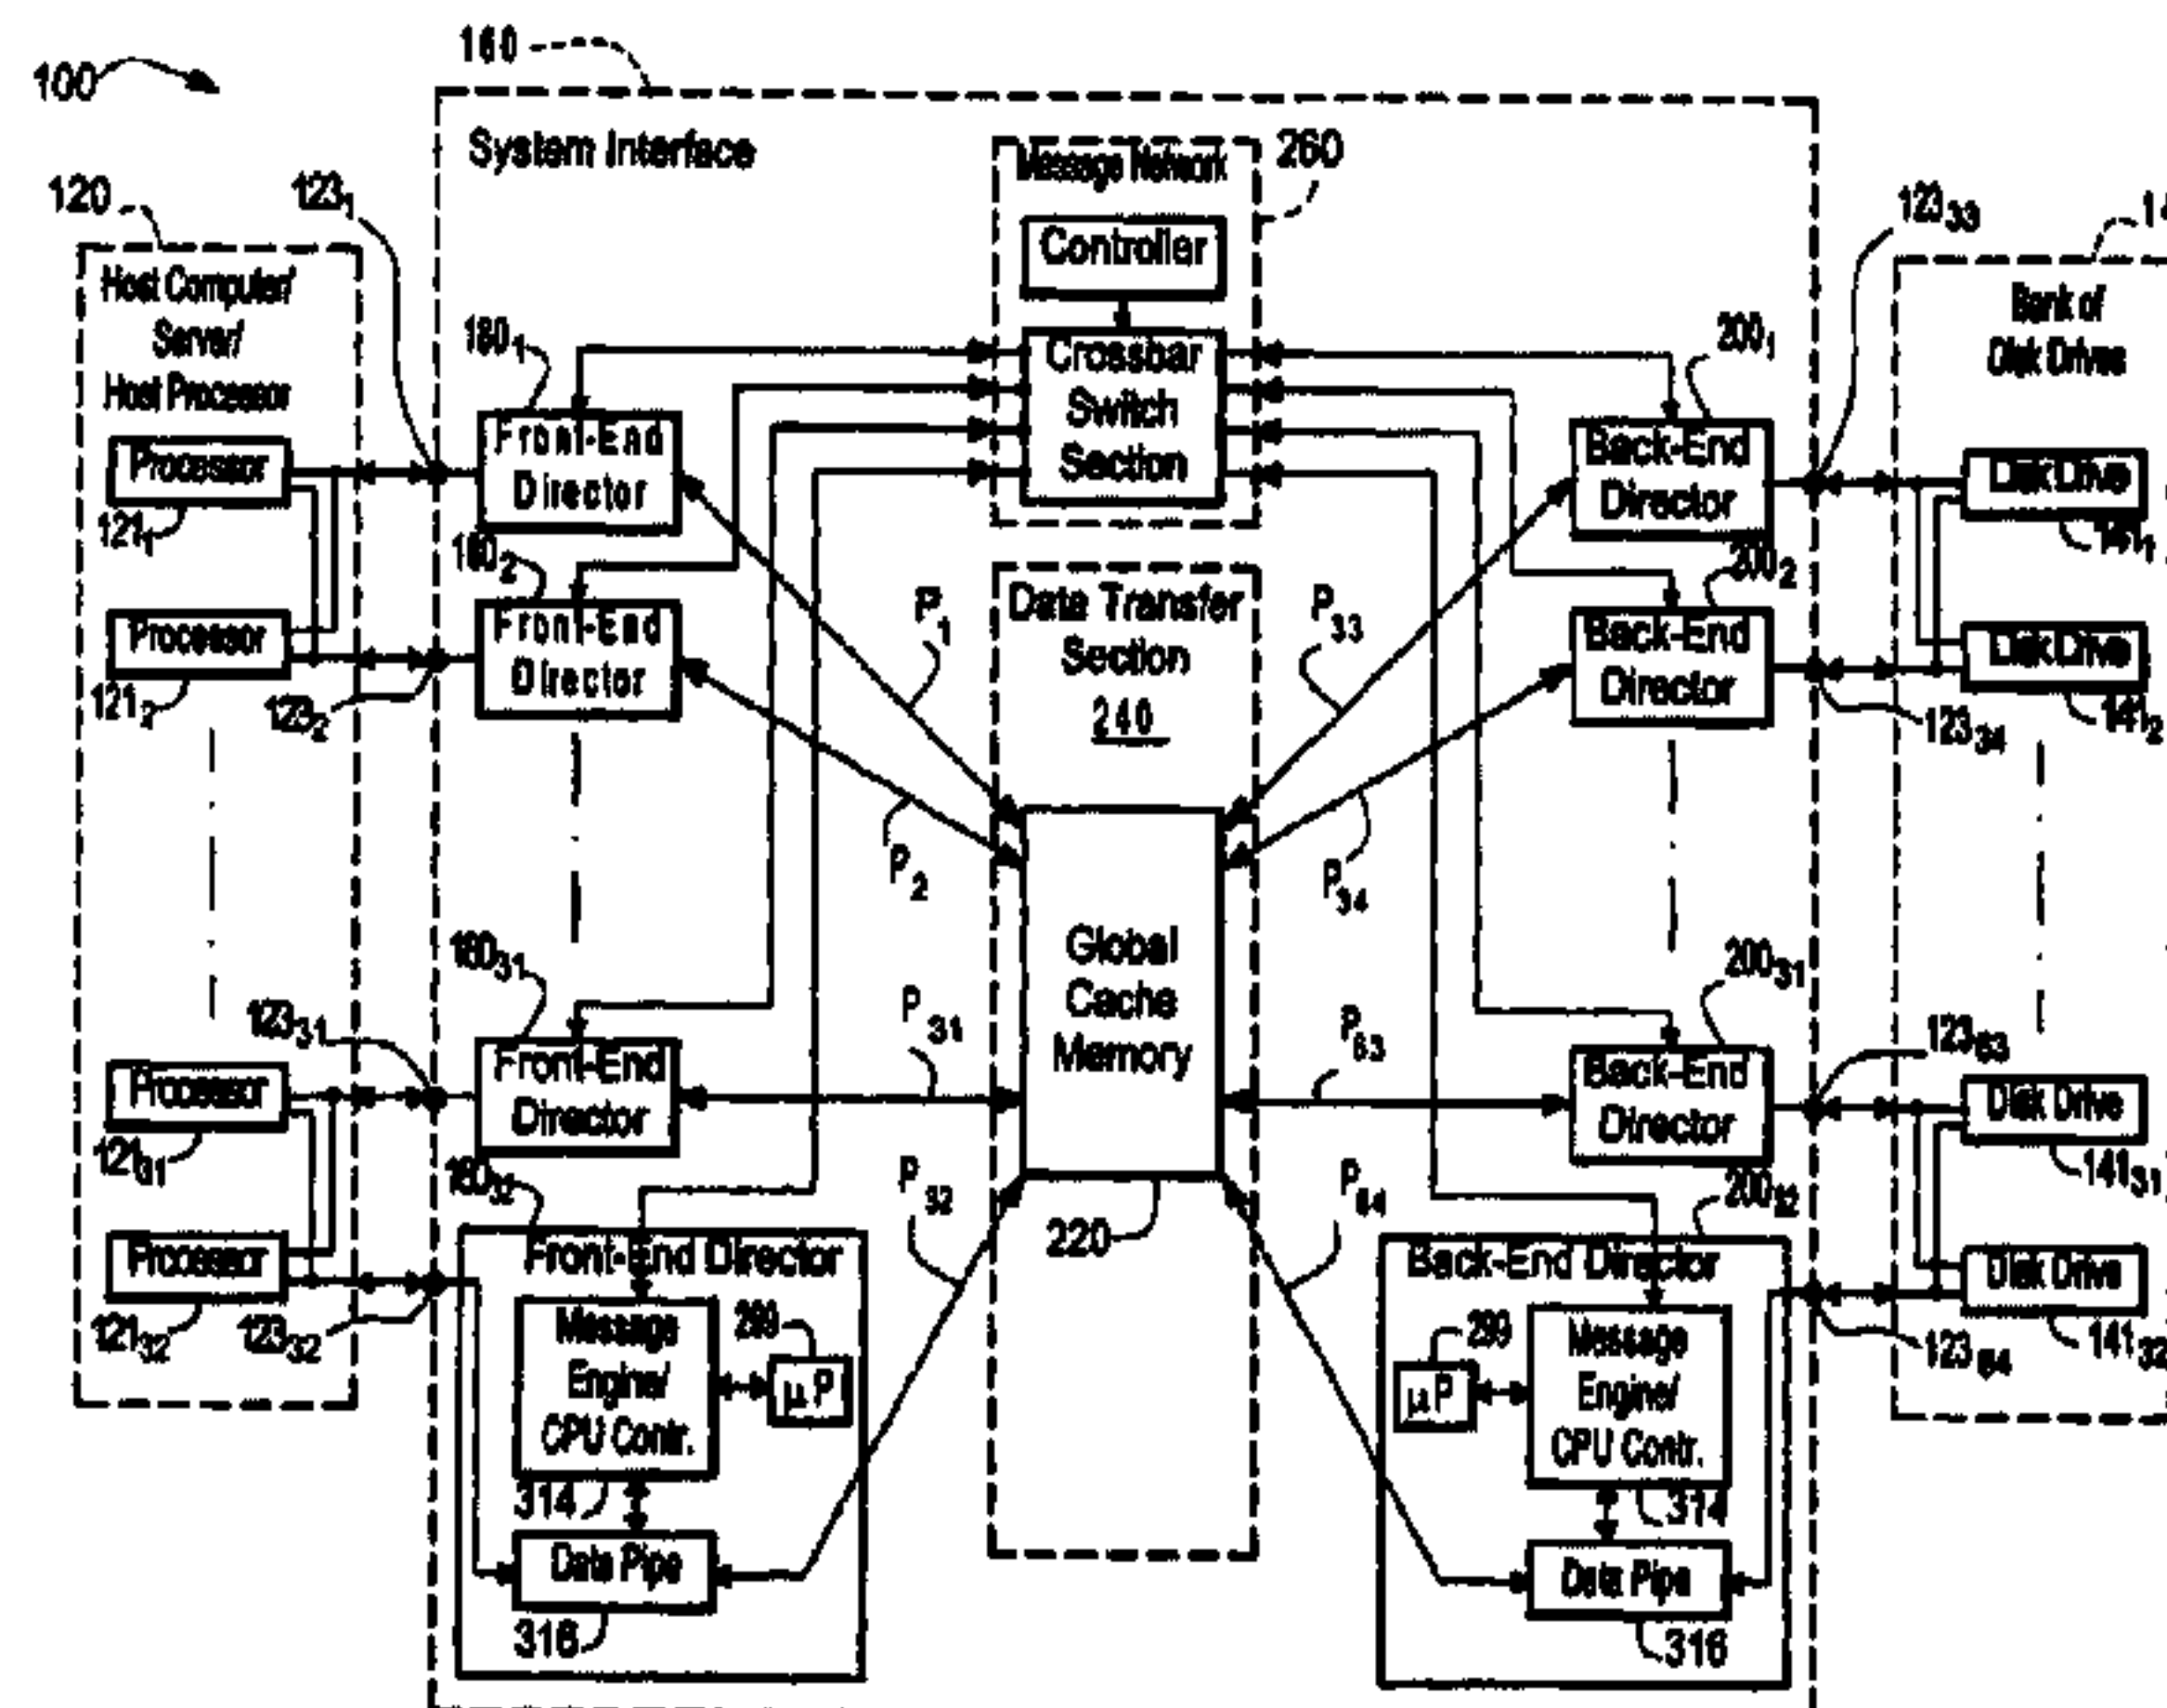 100
160
System Interface
Message Network
260
Controller
Crossbar
Switch
Section
120
Host Computer/
Server/
Host Processor
123₁
180₁
Front-End
Director
Processor
121₁
180₂
Front-End
Director
Processor
121₂
123₂
P₁
P₂
Data Transfer
Section
240
P₃₃
P₃₄
200₁
Back-End
Director
200₂
Back-End
Director
123₃₃
123₃₄
Bank of
Disk Drives
Disk Drive
141₁
Disk Drive
141₂
Global
Cache
Memory
220
180₃₁
Front-End
Director
123₃₁
Processor
121₃₁
P₃₁
P₆₃
200₃₁
Back-End
Director
123₆₃
Disk Drive
141₃₁
180₃₂
Front-End Director
Processor
121₃₂
123₃₂
P₃₂
Message
Engine/
CPU Contr.
314
299
µP
Data Pipe
316
P₆₄
200₃₂
Back-End Director
299
µP
Message
Engine/
CPU Contr.
314
Data Pipe
316
123₆₄
Disk Drive
141₃₂